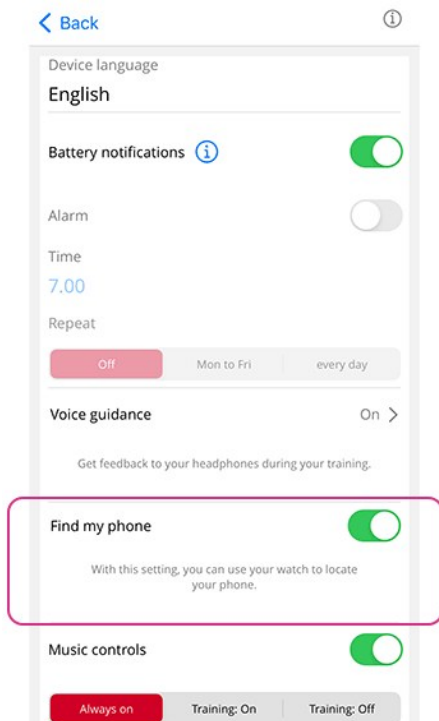 Back
Device language
English
Battery notifications
Alarm
Time
7.00
Repeat
Off Mon to Fri every day
Voice guidance On
Get feedback to your headphones during your training.
Find my phone
With this setting, you can use your watch to locate
your phone.
Music controls
Always on Training: On Training: Off